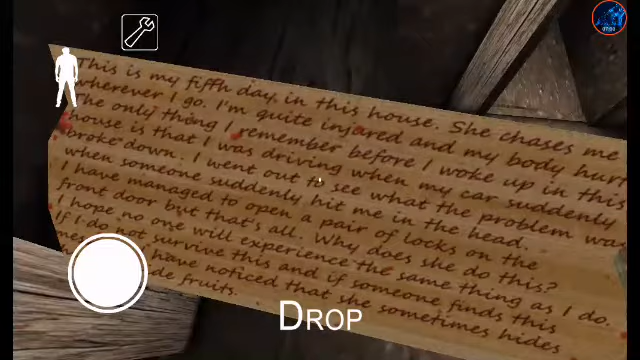 This is my fifth day in this house. She chases me
wherever I go. I'm quite injured and my body hurt
The only thing I remember before I woke up in this
house is that I was driving when my car suddenly
broke down. I went out to see what the problem was
when someone suddenly hit me in the head.
I have managed to open a pair of locks on the
front door but that's all. Why does she do this?
I hope no one will experience the same thing as I do.
If I do not survive this and if someone finds this
have noticed that she sometimes hides
fruits.
DROP